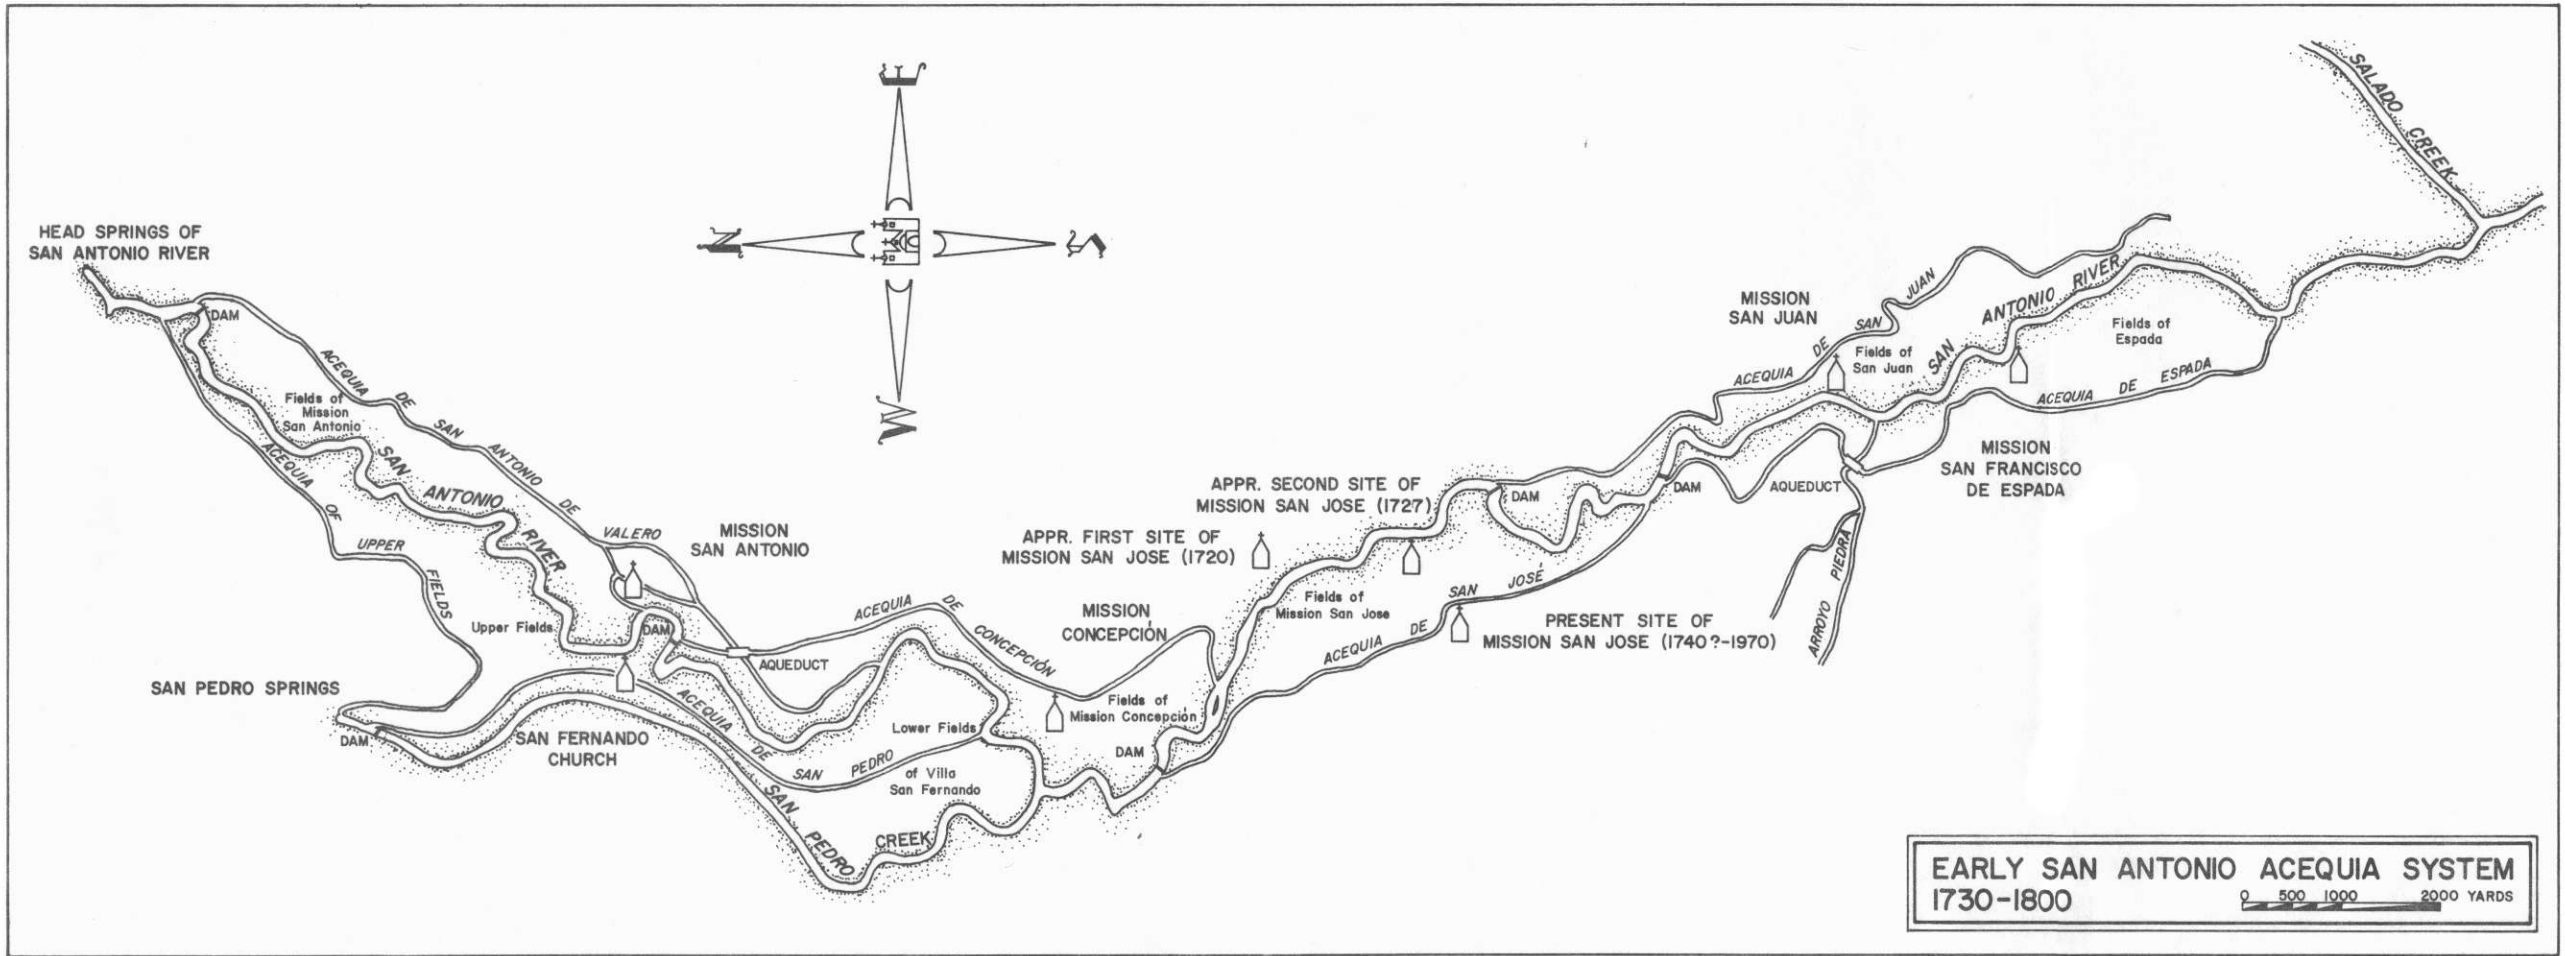 E
N
S
W
HEAD SPRINGS OF
SAN ANTONIO RIVER
DAM
ACEQUIA DE SAN ANTONIO DE VALERO
Fields of
Mission
San Antonio
ACEQUIA OF UPPER FIELDS
SAN ANTONIO RIVER
MISSION
SAN ANTONIO
Upper Fields
DAM
AQUEDUCT
SAN PEDRO SPRINGS
DAM
SAN FERNANDO
CHURCH
ACEQUIA DE SAN PEDRO
SAN PEDRO CREEK
Lower Fields
of Villa
San Fernando
ACEQUIA DE CONCEPCIÓN
MISSION
CONCEPCIÓN
Fields of
Mission Concepción
DAM
APPR. FIRST SITE OF
MISSION SAN JOSE (1720)
APPR. SECOND SITE OF
MISSION SAN JOSE (1727)
Fields of
Mission San Jose
ACEQUIA DE SAN JOSÉ
PRESENT SITE OF
MISSION SAN JOSE (1740?-1970)
DAM
DAM
AQUEDUCT
ARROYO PIEDRA
MISSION
SAN JUAN
ACEQUIA DE SAN JUAN
Fields of
San Juan
SAN ANTONIO RIVER
Fields of
Espada
ACEQUIA DE ESPADA
MISSION
SAN FRANCISCO
DE ESPADA
SALADO CREEK
EARLY SAN ANTONIO ACEQUIA SYSTEM
1730-1800
0 500 1000 2000 YARDS